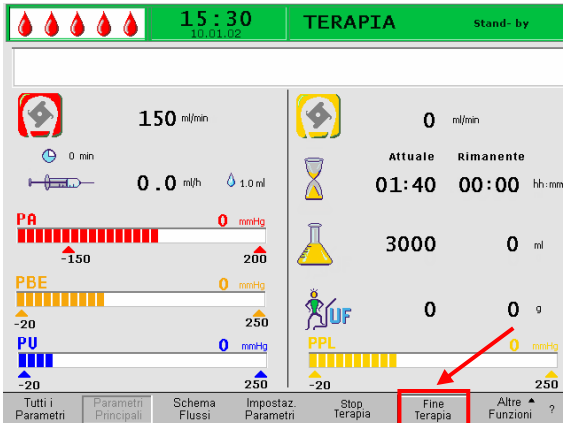 15:30 TERAPIA Stand- by
10.01.02
150 ml/min
0 min
0.0 ml/h 1.0 ml
PA 0 mmHg
-150 200
PBE 0 mmHg
-20 250
PV 0 mmHg
-20 250
0 ml/min
Attuale Rimanente
01:40 00:00 hh:mm
3000 0 ml
UF 0 0 g
PPL 0 mmHg
-20 250
Tutti i Parametri
Parametri Principali
Schema Flussi
Impostaz. Parametri
Stop Terapia
Fine Terapia
Altre Funzioni
?